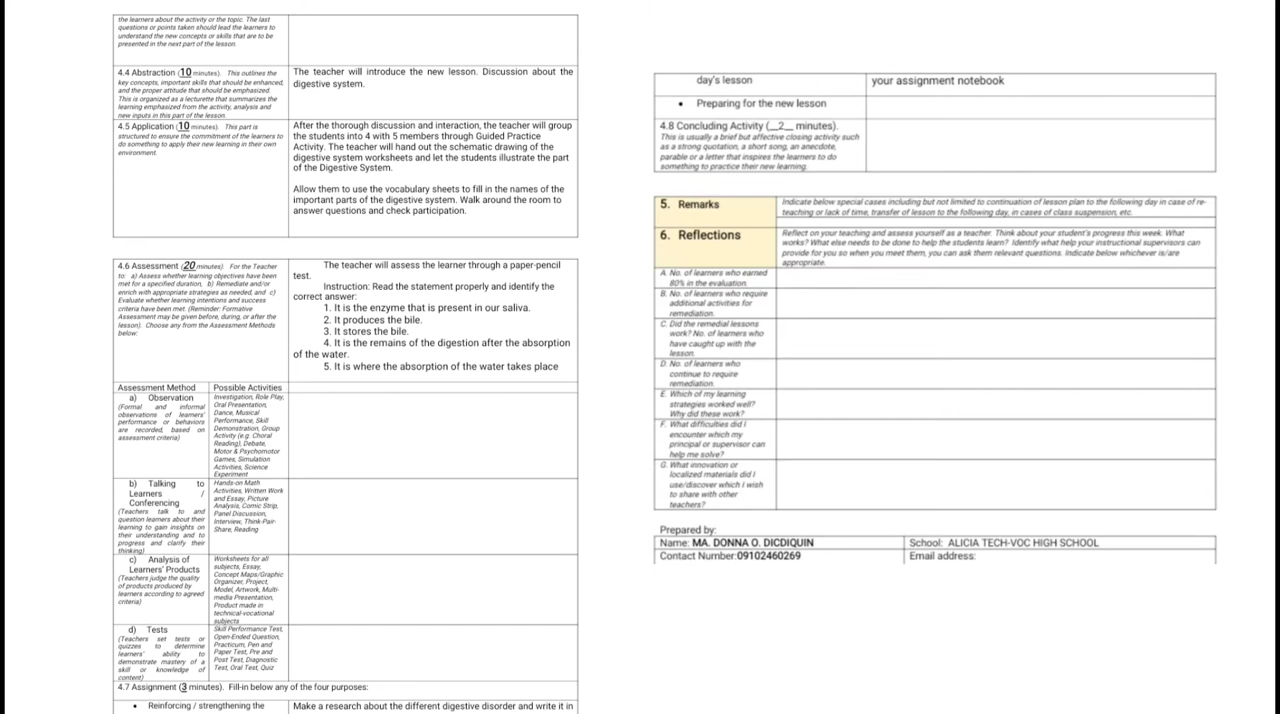 the learners about the activity or the topic. The last
questions or points taken should lead the learners to
understand the new concepts or skills that are to be
presented in the next part of the lesson.
4.4 Abstraction (10 minutes). This outlines the
key concepts, important skills that should be enhanced,
and the proper attitude that should be emphasized.
This is organized as a lecturette that summarizes the
learning emphasized from the activity, analysis and
new inputs in this part of the lesson.
The teacher will introduce the new lesson. Discussion about the
digestive system.
4.5 Application (10 minutes). This part is
structured to ensure the commitment of the learners to
do something to apply their new learning in their own
environment.
After the thorough discussion and interaction, the teacher will group
the students into 4 with 5 members through Guided Practice
Activity. The teacher will hand out the schematic drawing of the
digestive system worksheets and let the students illustrate the part
of the Digestive System.
Allow them to use the vocabulary sheets to fill in the names of the
important parts of the digestive system. Walk around the room to
answer questions and check participation.
4.6 Assessment (20 minutes). For the Teacher
to: a) Assess whether learning objectives have been
met for a specified duration, b) Remediate and/or
enrich with appropriate strategies as needed, and c)
Evaluate whether learning intentions and success
criteria have been met. (Reminder: Formative
Assessment may be given before, during, or after the
lesson). Choose any from the Assessment Methods
below:
The teacher will assess the learner through a paper-pencil
test.
Instruction: Read the statement properly and identify the
correct answer:
1. It is the enzyme that is present in our saliva.
2. It produces the bile.
3. It stores the bile.
4. It is the remains of the digestion after the absorption
of the water.
5. It is where the absorption of the water takes place
Assessment Method
Possible Activities
a) Observation
(Formal and informal
observations of learners'
performance or behaviors
are recorded, based on
assessment criteria)
Investigation, Role Play,
Oral Presentation,
Dance, Musical
Performance, Skill
Demonstration, Group
Activity (e.g. Choral
Reading), Debate,
Motor & Psychomotor
Games, Simulation
Activities, Science
Experiment
b) Talking to
Learners /
Conferencing
(Teachers talk to and
question learners about their
learning to gain insights on
their understanding and to
progress and clarify their
thinking)
Hands-on Math
Activities, Written Work
and Essay, Picture
Analysis, Comic Strip,
Panel Discussion,
Interview, Think-Pair-
Share, Reading
c) Analysis of
Learners' Products
(Teachers judge the quality
of products produced by
learners according to agreed
criteria)
Worksheets for all
subjects, Essay,
Concept Maps/Graphic
Organizer, Project,
Model, Artwork, Multi-
media Presentation,
Product made in
technical-vocational
subjects
d) Tests
(Teachers set tests or
quizzes to determine
learners' ability to
demonstrate mastery of a
skill or knowledge of
content)
Skill Performance Test,
Open-Ended Question,
Practicum, Pen and
Paper Test, Pre and
Post Test, Diagnostic
Test, Oral Test, Quiz
4.7 Assignment (3 minutes). Fill-in below any of the four purposes:
• Reinforcing / strengthening the
Make a research about the different digestive disorder and write it in
day's lesson
your assignment notebook
• Preparing for the new lesson
4.8 Concluding Activity (_2_ minutes).
This is usually a brief but affective closing activity such
as a strong quotation, a short song, an anecdote,
parable or a letter that inspires the learners to do
something to practice their new learning.
5. Remarks
Indicate below special cases including but not limited to continuation of lesson plan to the following day in case of re-
teaching or lack of time, transfer of lesson to the following day, in cases of class suspension, etc.
6. Reflections
Reflect on your teaching and assess yourself as a teacher. Think about your student's progress this week. What
works? What else needs to be done to help the students learn? Identify what help your instructional supervisors can
provide for you so when you meet them, you can ask them relevant questions. Indicate below whichever is/are
appropriate.
A. No. of learners who earned
80% in the evaluation.
B. No. of learners who require
additional activities for
remediation.
C. Did the remedial lessons
work? No. of learners who
have caught up with the
lesson.
D. No. of learners who
continue to require
remediation.
E. Which of my learning
strategies worked well?
Why did these work?
F. What difficulties did I
encounter which my
principal or supervisor can
help me solve?
G. What innovation or
localized materials did I
use/discover which I wish
to share with other
teachers?
Prepared by:
Name: MA. DONNA O. DICDIQUIN
School: ALICIA TECH-VOC HIGH SCHOOL
Contact Number:09102460269
Email address: